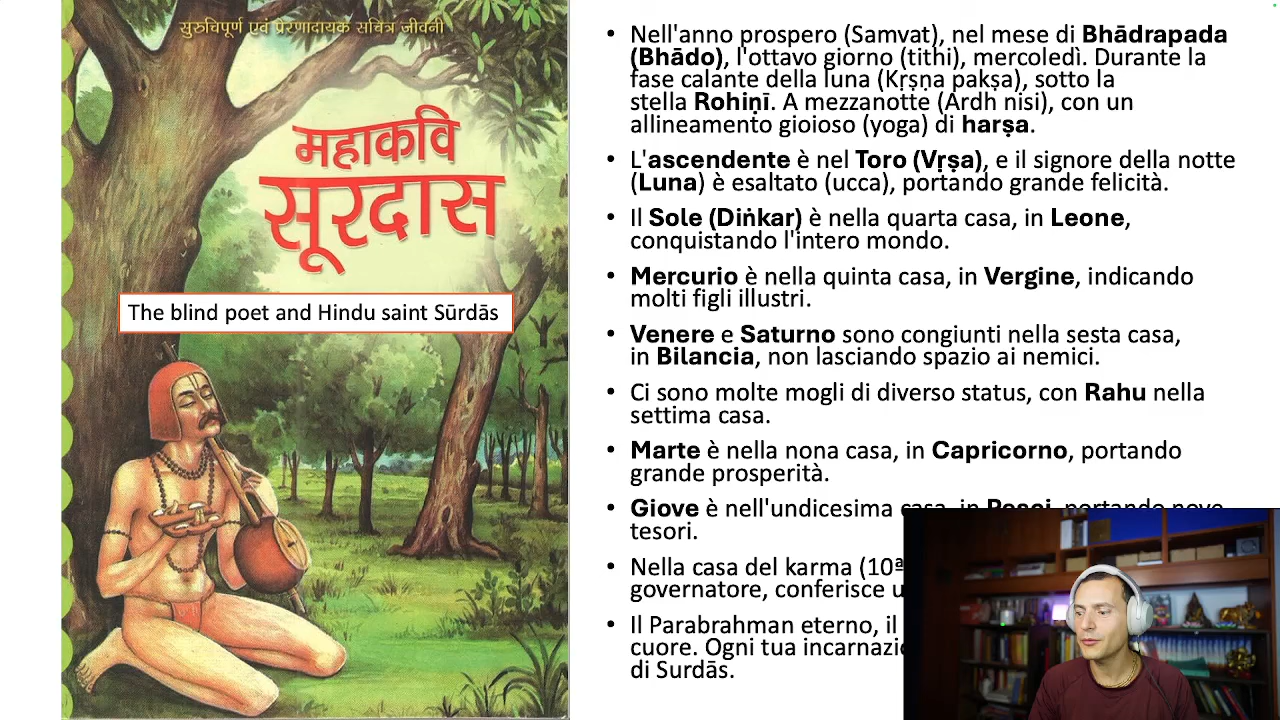 सुरुचिपूर्ण एवं प्रेरणादायक सचित्र जीवनी
महाकवि
सूरदास
The blind poet and Hindu saint Sūrdās
• Nell'anno prospero (Samvat), nel mese di Bhādrapada
(Bhādo), l'ottavo giorno (tithi), mercoledì. Durante la
fase calante della luna (Kṛṣṇa pakṣa), sotto la
stella Rohiṇī. A mezzanotte (Ardh nisi), con un
allineamento gioioso (yoga) di harṣa.
• L'ascendente è nel Toro (Vṛṣa), e il signore della notte
(Luna) è esaltato (ucca), portando grande felicità.
• Il Sole (Diṅkar) è nella quarta casa, in Leone,
conquistando l'intero mondo.
• Mercurio è nella quinta casa, in Vergine, indicando
molti figli illustri.
• Venere e Saturno sono congiunti nella sesta casa,
in Bilancia, non lasciando spazio ai nemici.
• Ci sono molte mogli di diverso status, con Rahu nella
settima casa.
• Marte è nella nona casa, in Capricorno, portando
grande prosperità.
• Giove è nell'undicesima casa, in Pesci, portando nove
tesori.
• Nella casa del karma (10ª
governatore, conferisce
• Il Parabrahman eterno, il
cuore. Ogni tua
di Surdās.